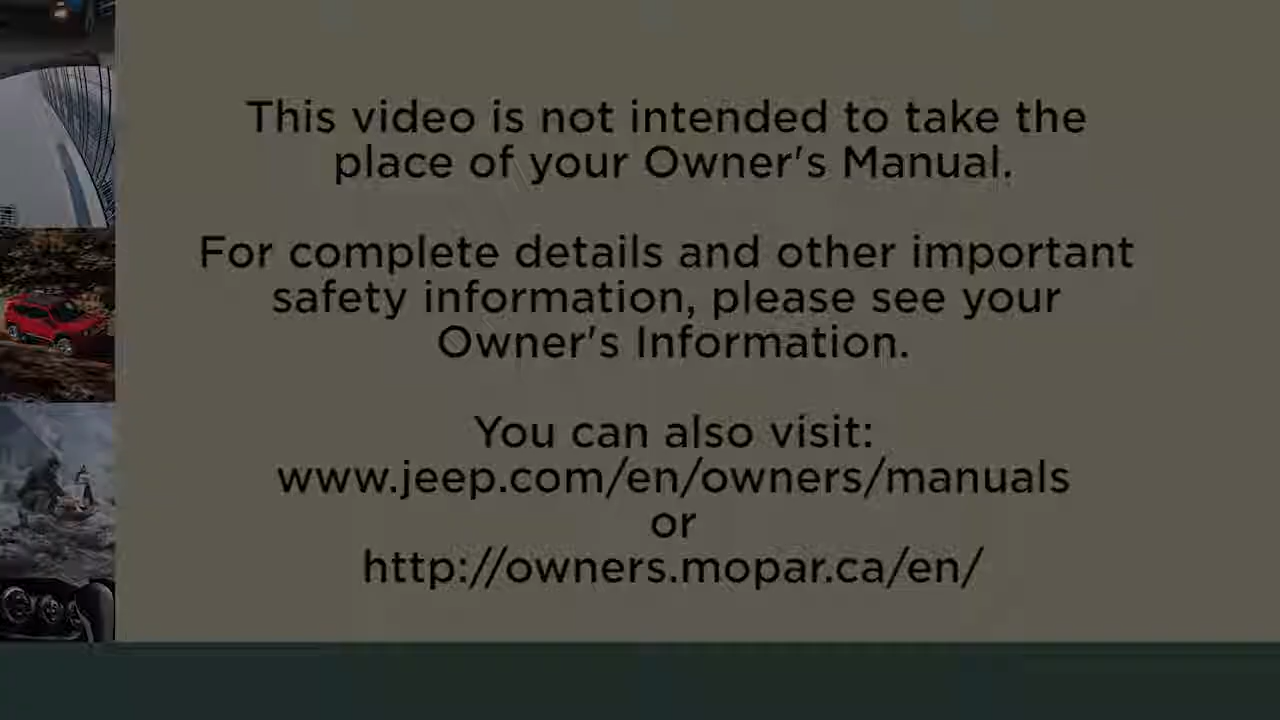 This video is not intended to take the
place of your Owner's Manual.
For complete details and other important
safety information, please see your
Owner's Information.
You can also visit:
www.jeep.com/en/owners/manuals
or
http://owners.mopar.ca/en/